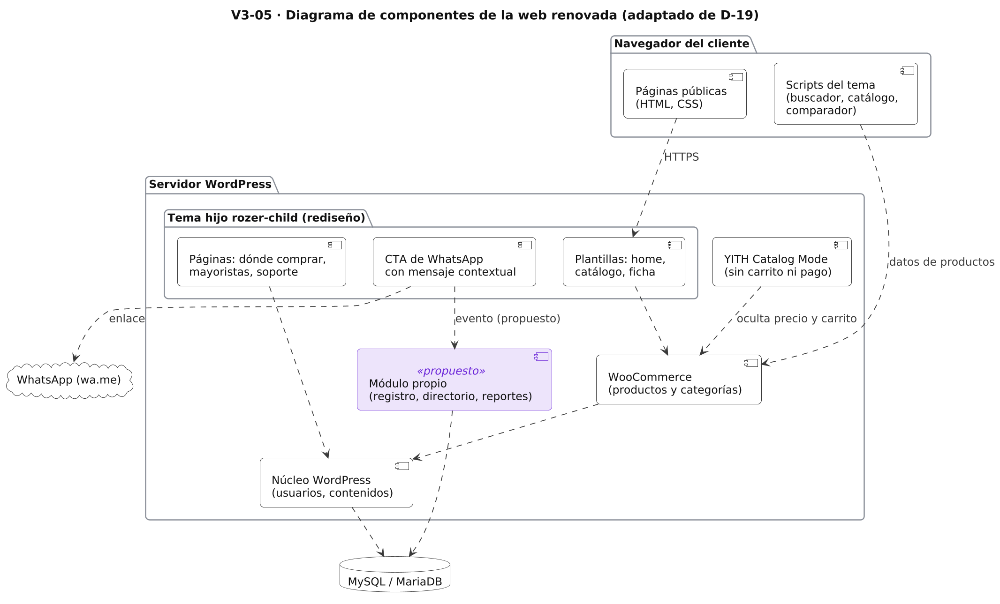 V3-05 · Diagrama de componentes de la web renovada (adaptado de D-19)
Navegador del cliente
Páginas públicas
(HTML, CSS)
Scripts del tema
(buscador, catálogo,
comparador)
HTTPS
Servidor WordPress
Tema hijo rozer-child (rediseño)
Páginas: dónde comprar,
mayoristas, soporte
CTA de WhatsApp
con mensaje contextual
Plantillas: home,
catálogo, ficha
YITH Catalog Mode
(sin carrito ni pago)
datos de productos
enlace
evento (propuesto)
oculta precio y carrito
WhatsApp (wa.me)
«propuesto»
Módulo propio
(registro, directorio, reportes)
WooCommerce
(productos y categorías)
Núcleo WordPress
(usuarios, contenidos)
MySQL / MariaDB